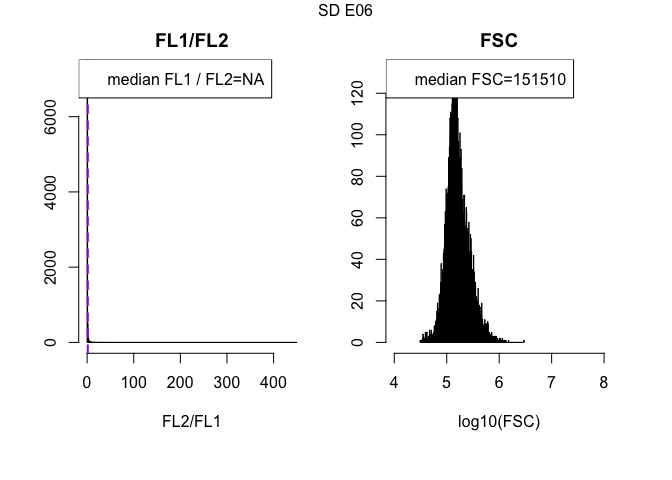 SD E06
FL1/FL2
median FL1 / FL2=NA
0
2000
4000
6000
0 100 200 300 400
FL2/FL1
FSC
median FSC=151510
0
20
40
60
80
100
120
4 5 6 7 8
log10(FSC)